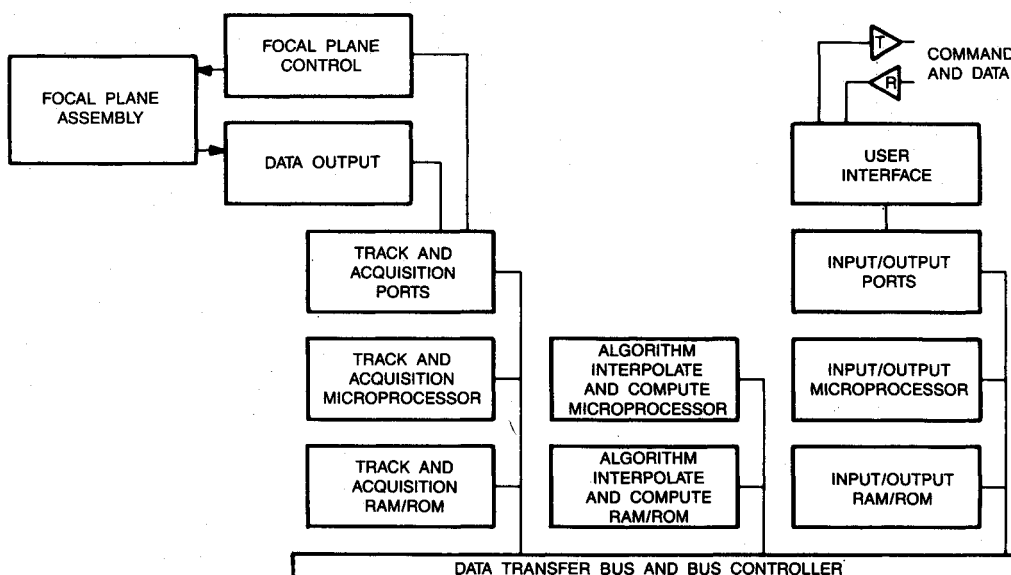 FOCAL PLANE
CONTROL
FOCAL PLANE
ASSEMBLY
DATA OUTPUT
T
R
COMMAND
AND DATA
USER
INTERFACE
TRACK AND
ACQUISITION
PORTS
INPUT/OUTPUT
PORTS
TRACK AND
ACQUISITION
MICROPROCESSOR
ALGORITHM
INTERPOLATE
AND COMPUTE
MICROPROCESSOR
INPUT/OUTPUT
MICROPROCESSOR
TRACK AND
ACQUISITION
RAM/ROM
ALGORITHM
INTERPOLATE
AND COMPUTE
RAM/ROM
INPUT/OUTPUT
RAM/ROM
DATA TRANSFER BUS AND BUS CONTROLLER